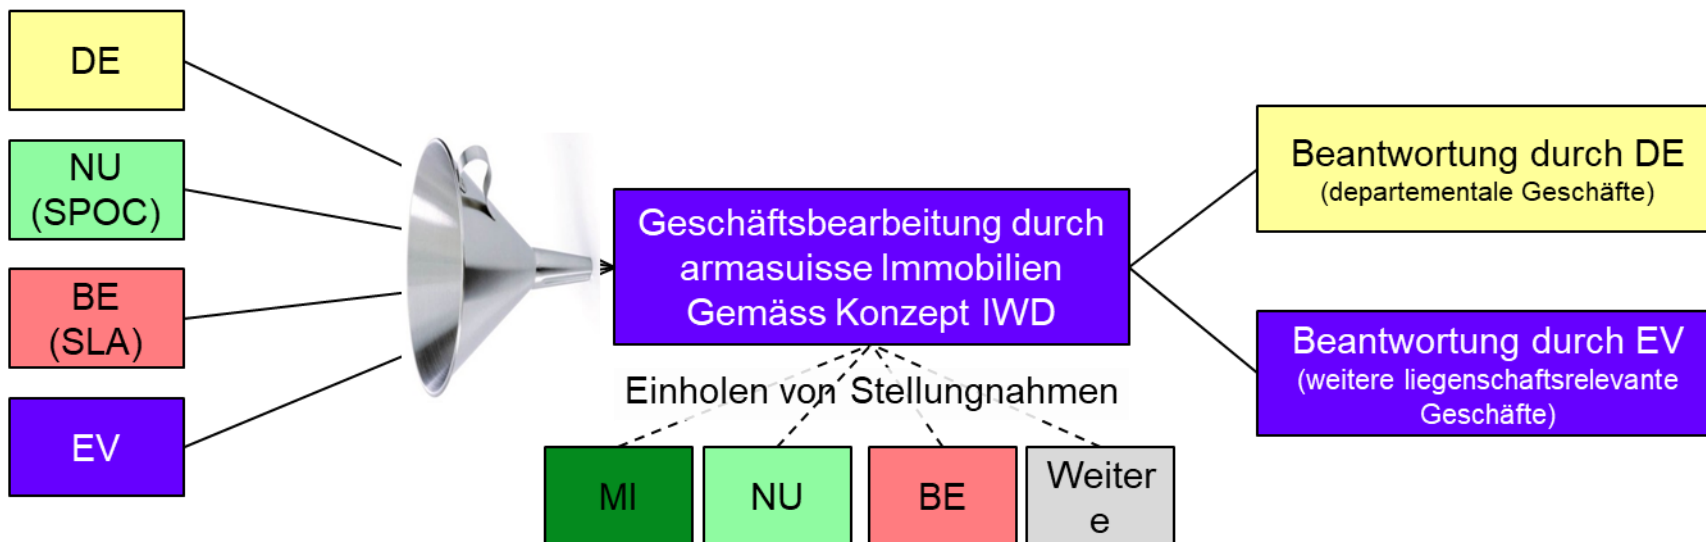 DE
NU
(SPOC)
BE
(SLA)
EV
Geschäftsbearbeitung durch
armasuisse Immobilien
Gemäss Konzept IWD
Einholen von Stellungnahmen
MI
NU
BE
Weiter
e
Beantwortung durch DE
(departementale Geschäfte)
Beantwortung durch EV
(weitere liegenschaftsrelevante
Geschäfte)